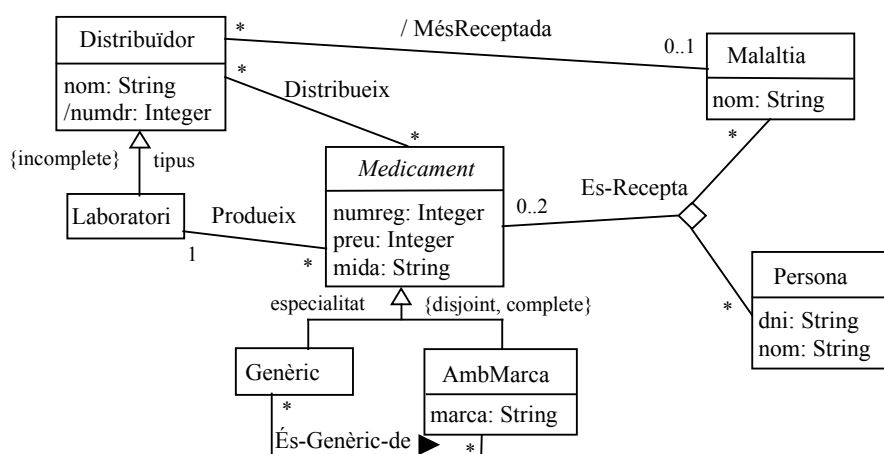 Distribuïdor
nom: String
/numdr: Integer
*
/ MésReceptada
0..1
Malaltia
nom: String
*
Distribueix
*
*
{incomplete}
tipus
Laboratori
1
Produeix
*
Medicament
numreg: Integer
preu: Integer
mida: String
0..2
Es-Recepta
*
Persona
dni: String
nom: String
especialitat
{disjoint, complete}
Genèric
*
AmbMarca
marca: String
És-Genèric-de
*